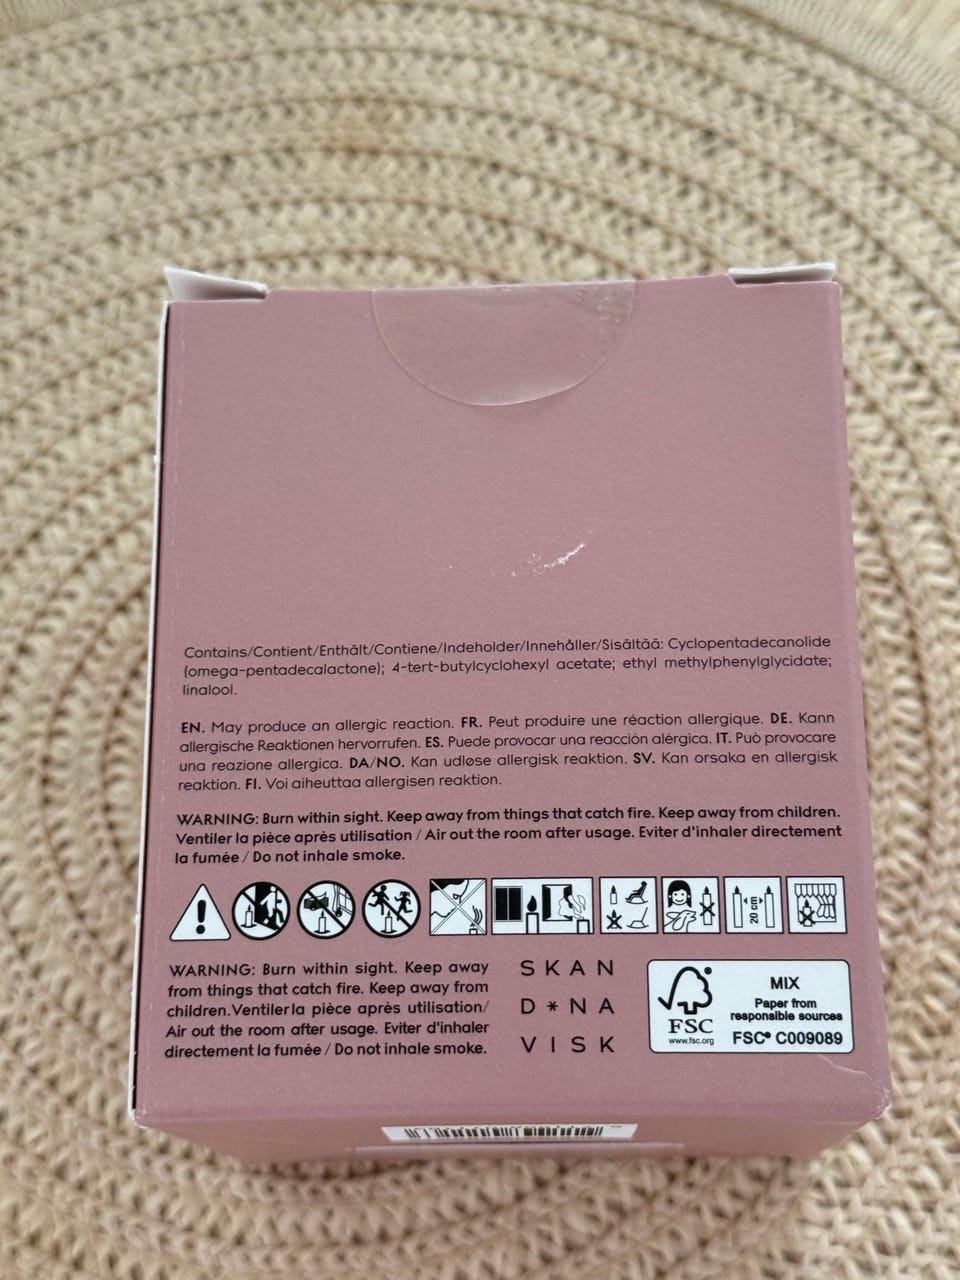 Contains/Contient/Enthält/Contiene/Indeholder/Innehåller/Sisältää: Cyclopentadecanolide
(omega-pentadecalactone); 4-tert-butylcyclohexyl acetate; ethyl methylphenylglycidate;
linalool.
EN. May produce an allergic reaction. FR. Peut produire une réaction allergique. DE. Kann
allergische Reaktionen hervorrufen. ES. Puede provocar una reacción alérgica. IT. Può provocare
una reazione allergica. DA/NO. Kan udløse allergisk reaktion. SV. Kan orsaka en allergisk
reaktion. FI. Voi aiheuttaa allergisen reaktion.
WARNING: Burn within sight. Keep away from things that catch fire. Keep away from children.
Ventiler la pièce après utilisation / Air out the room after usage. Eviter d'inhaler directement
la fumée / Do not inhale smoke.
20 cm
WARNING: Burn within sight. Keep away
from things that catch fire. Keep away from
children. Ventiler la pièce après utilisation/
Air out the room after usage. Eviter d'inhaler
directement la fumée / Do not inhale smoke.
SKAN
D*NA
VISK
FSC
www.fsc.org
MIX
Paper from
responsible sources
FSC® C009089